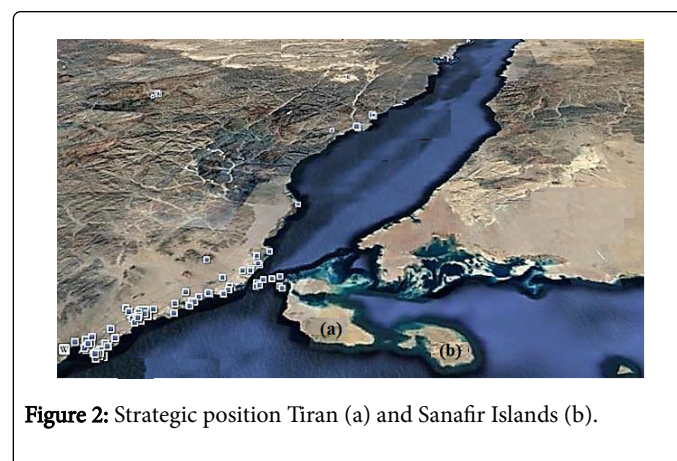 W
(a)
(b)
Figure 2: Strategic position Tiran (a) and Sanafir Islands (b).